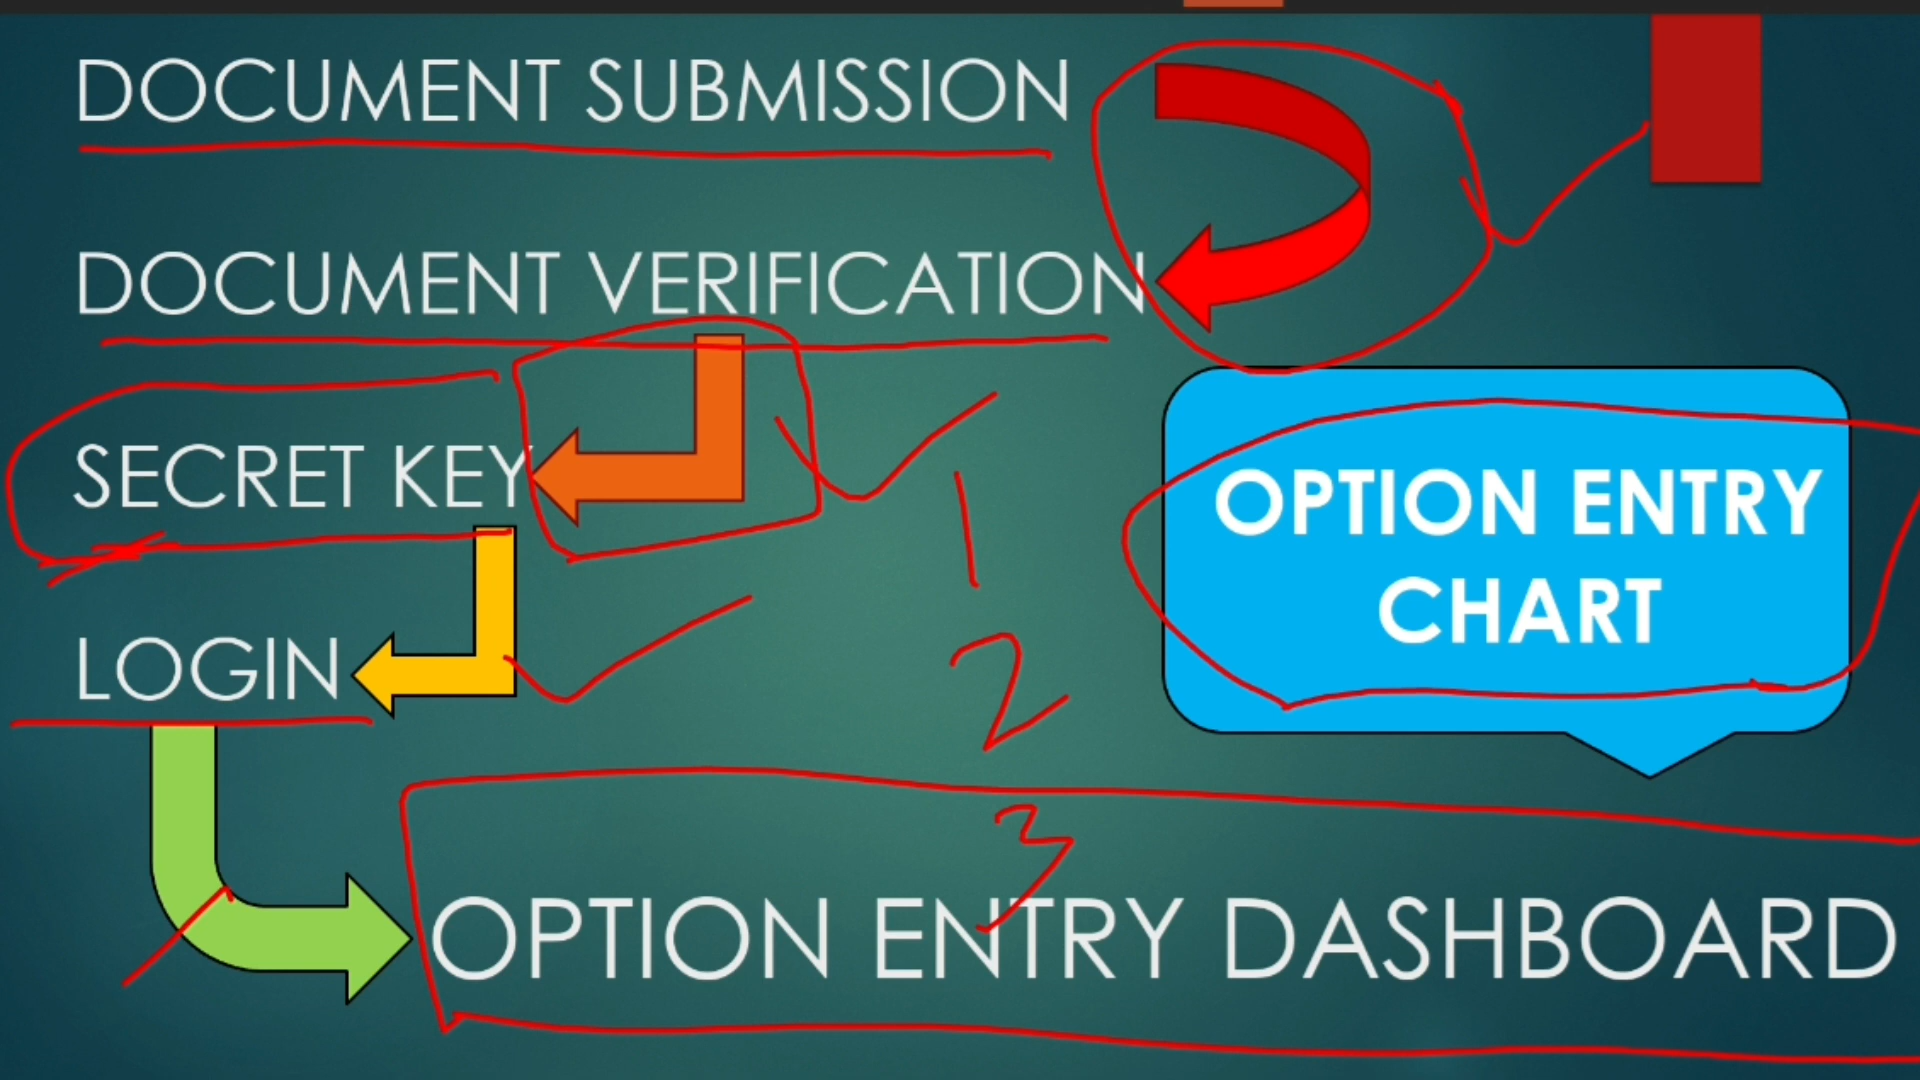 DOCUMENT SUBMISSION
DOCUMENT VERIFICATION
SECRET KEY
LOGIN
OPTION ENTRY
CHART
1
2
3
OPTION ENTRY DASHBOARD